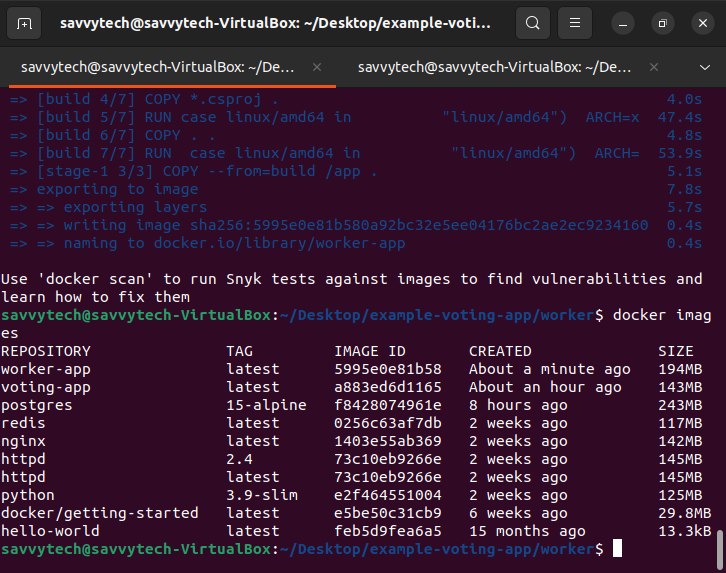 savvytech@savvytech-VirtualBox: ~/Desktop/example-voti...
savvytech@savvytech-VirtualBox: ~/De...
savvytech@savvytech-VirtualBox: ~/De...
=> [build 4/7] COPY *.csproj . 4.0s
=> [build 5/7] RUN case linux/amd64 in "linux/amd64") ARCH=x 47.4s
=> [build 6/7] COPY . . 4.8s
=> [build 7/7] RUN case linux/amd64 in "linux/amd64") ARCH= 53.9s
=> [stage-1 3/3] COPY --from=build /app . 5.1s
=> exporting to image 7.8s
=> => exporting layers 5.7s
=> => writing image sha256:5995e0e81b580a92bc32e5ee04176bc2ae2ec9234160 0.4s
=> => naming to docker.io/library/worker-app 0.4s
Use 'docker scan' to run Snyk tests against images to find vulnerabilities and
learn how to fix them
savvytech@savvytech-VirtualBox:~/Desktop/example-voting-app/worker$ docker imag
es
REPOSITORY TAG IMAGE ID CREATED SIZE
worker-app latest 5995e0e81b58 About a minute ago 194MB
voting-app latest a883ed6d1165 About an hour ago 143MB
postgres 15-alpine f8428074961e 8 hours ago 243MB
redis latest 0256c63af7db 2 weeks ago 117MB
nginx latest 1403e55ab369 2 weeks ago 142MB
httpd 2.4 73c10eb9266e 2 weeks ago 145MB
httpd latest 73c10eb9266e 2 weeks ago 145MB
python 3.9-slim e2f464551004 2 weeks ago 125MB
docker/getting-started latest e5be50c31cb9 6 weeks ago 29.8MB
hello-world latest feb5d9fea6a5 15 months ago 13.3kB
savvytech@savvytech-VirtualBox:~/Desktop/example-voting-app/worker$